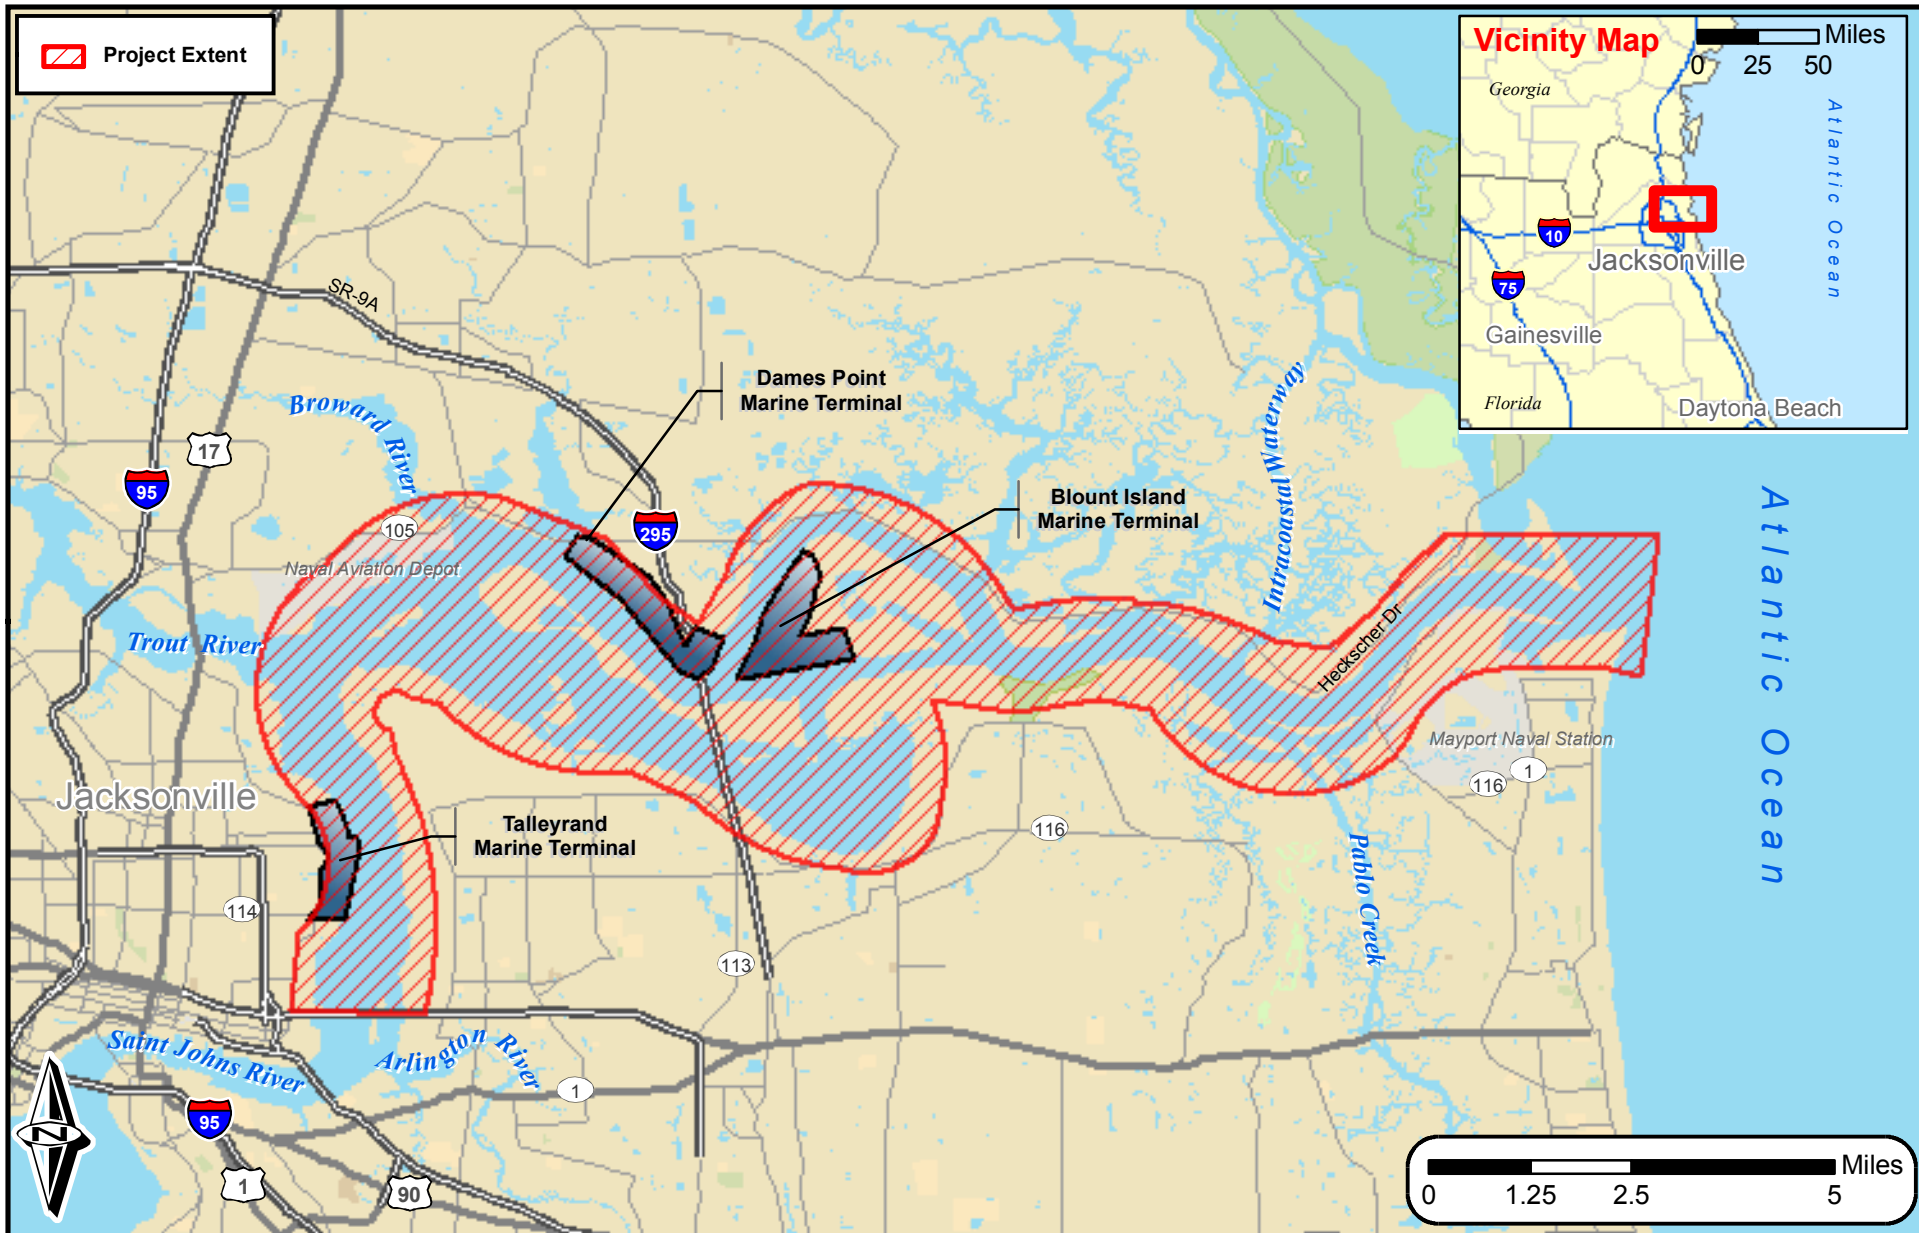 Project Extent
Vicinity Map
Miles
0 25 50
Georgia
Atlantic Ocean
10
Jacksonville
75
Gainesville
Florida
Daytona Beach
SR-9A
Dames Point
Marine Terminal
Broward River
17
95
Intracoastal Waterway
Blount Island
Marine Terminal
105
295
Naval Aviation Depot
Atlantic Ocean
Trout River
Heckscher Dr
Mayport Naval Station
1
116
Jacksonville
Talleyrand
Marine Terminal
116
Pablo Creek
114
113
Saint Johns River
Arlington River
1
95
N
1
90
Miles
0 1.25 2.5 5